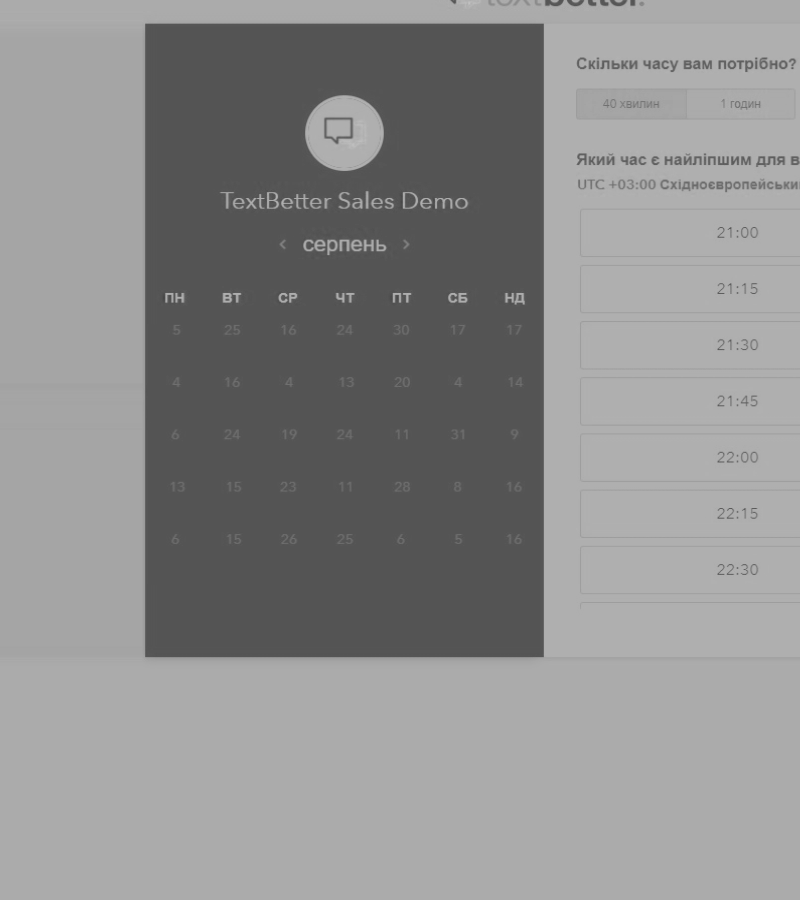 textbetter.
TextBetter Sales Demo
‹ серпень ›
ПН ВТ СР ЧТ ПТ СБ НД
5 25 16 24 30 17 17
4 16 4 13 20 4 14
6 24 19 24 11 31 9
13 15 23 11 28 8 16
6 15 26 25 6 5 16
Скільки часу вам потрібно?
40 хвилин 1 годин
Який час є найліпшим для в
UTC +03:00 Східноєвропейськи
21:00
21:15
21:30
21:45
22:00
22:15
22:30